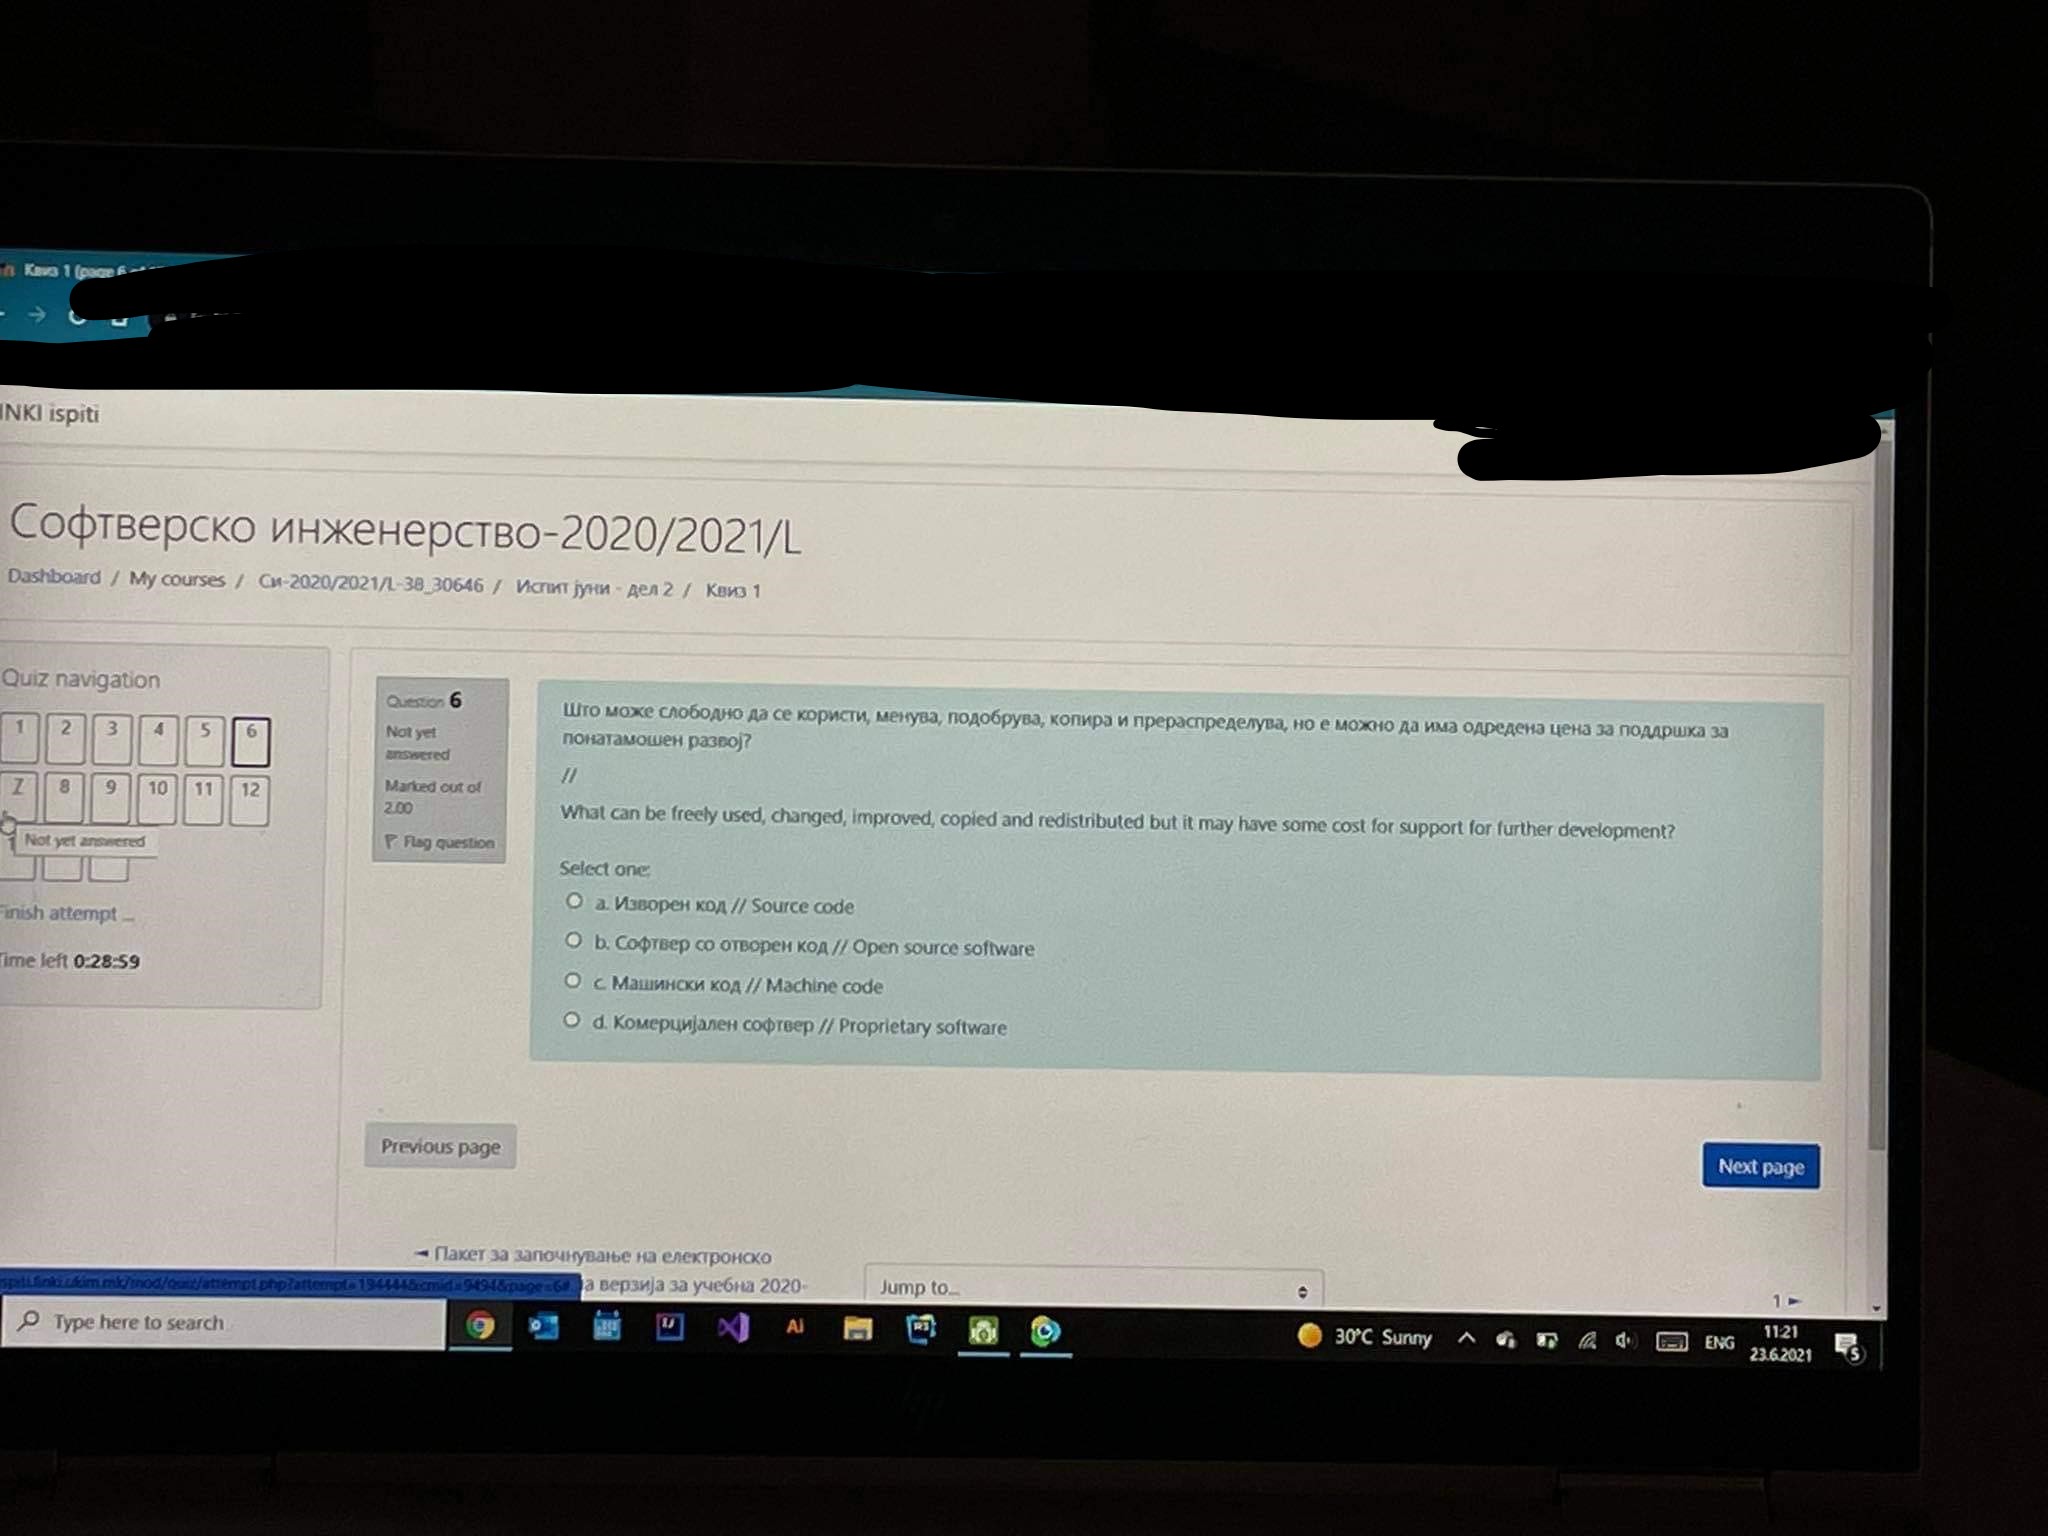 Квиз 1 (page 6
INKI ispiti
Софтверско инженерство-2020/2021/L
Dashboard / My courses / Си-2020/2021/L-38_30646 / Испит јуни - дел 2 / Квиз 1
Quiz navigation
1 2 3 4 5 6
7 8 9 10 11 12
Not yet answered
Finish attempt ...
Time left 0:28:59
Question 6
Not yet
answered
Marked out of
2.00
Flag question
Што може слободно да се користи, менува, подобрува, копира и прераспределува, но е можно да има одредена цена за поддршка за
понатамошен развој?
//
What can be freely used, changed, improved, copied and redistributed but it may have some cost for support for further development?
Select one:
a. Изворен код // Source code
b. Софтвер со отворен код // Open source software
c. Машински код // Machine code
d. Комерцијален софтвер // Proprietary software
Previous page
Next page
◄ Пакет за започнување на електронско
ја верзија за учебна 2020-
Jump to...
1 ►
spiti.finki.ukim.mk/mod/quiz/attempt.php?attempt=194444&cmid=9494&page=6#
Type here to search
Ai
30°C Sunny
ENG
11:21
23.6.2021
5
hp